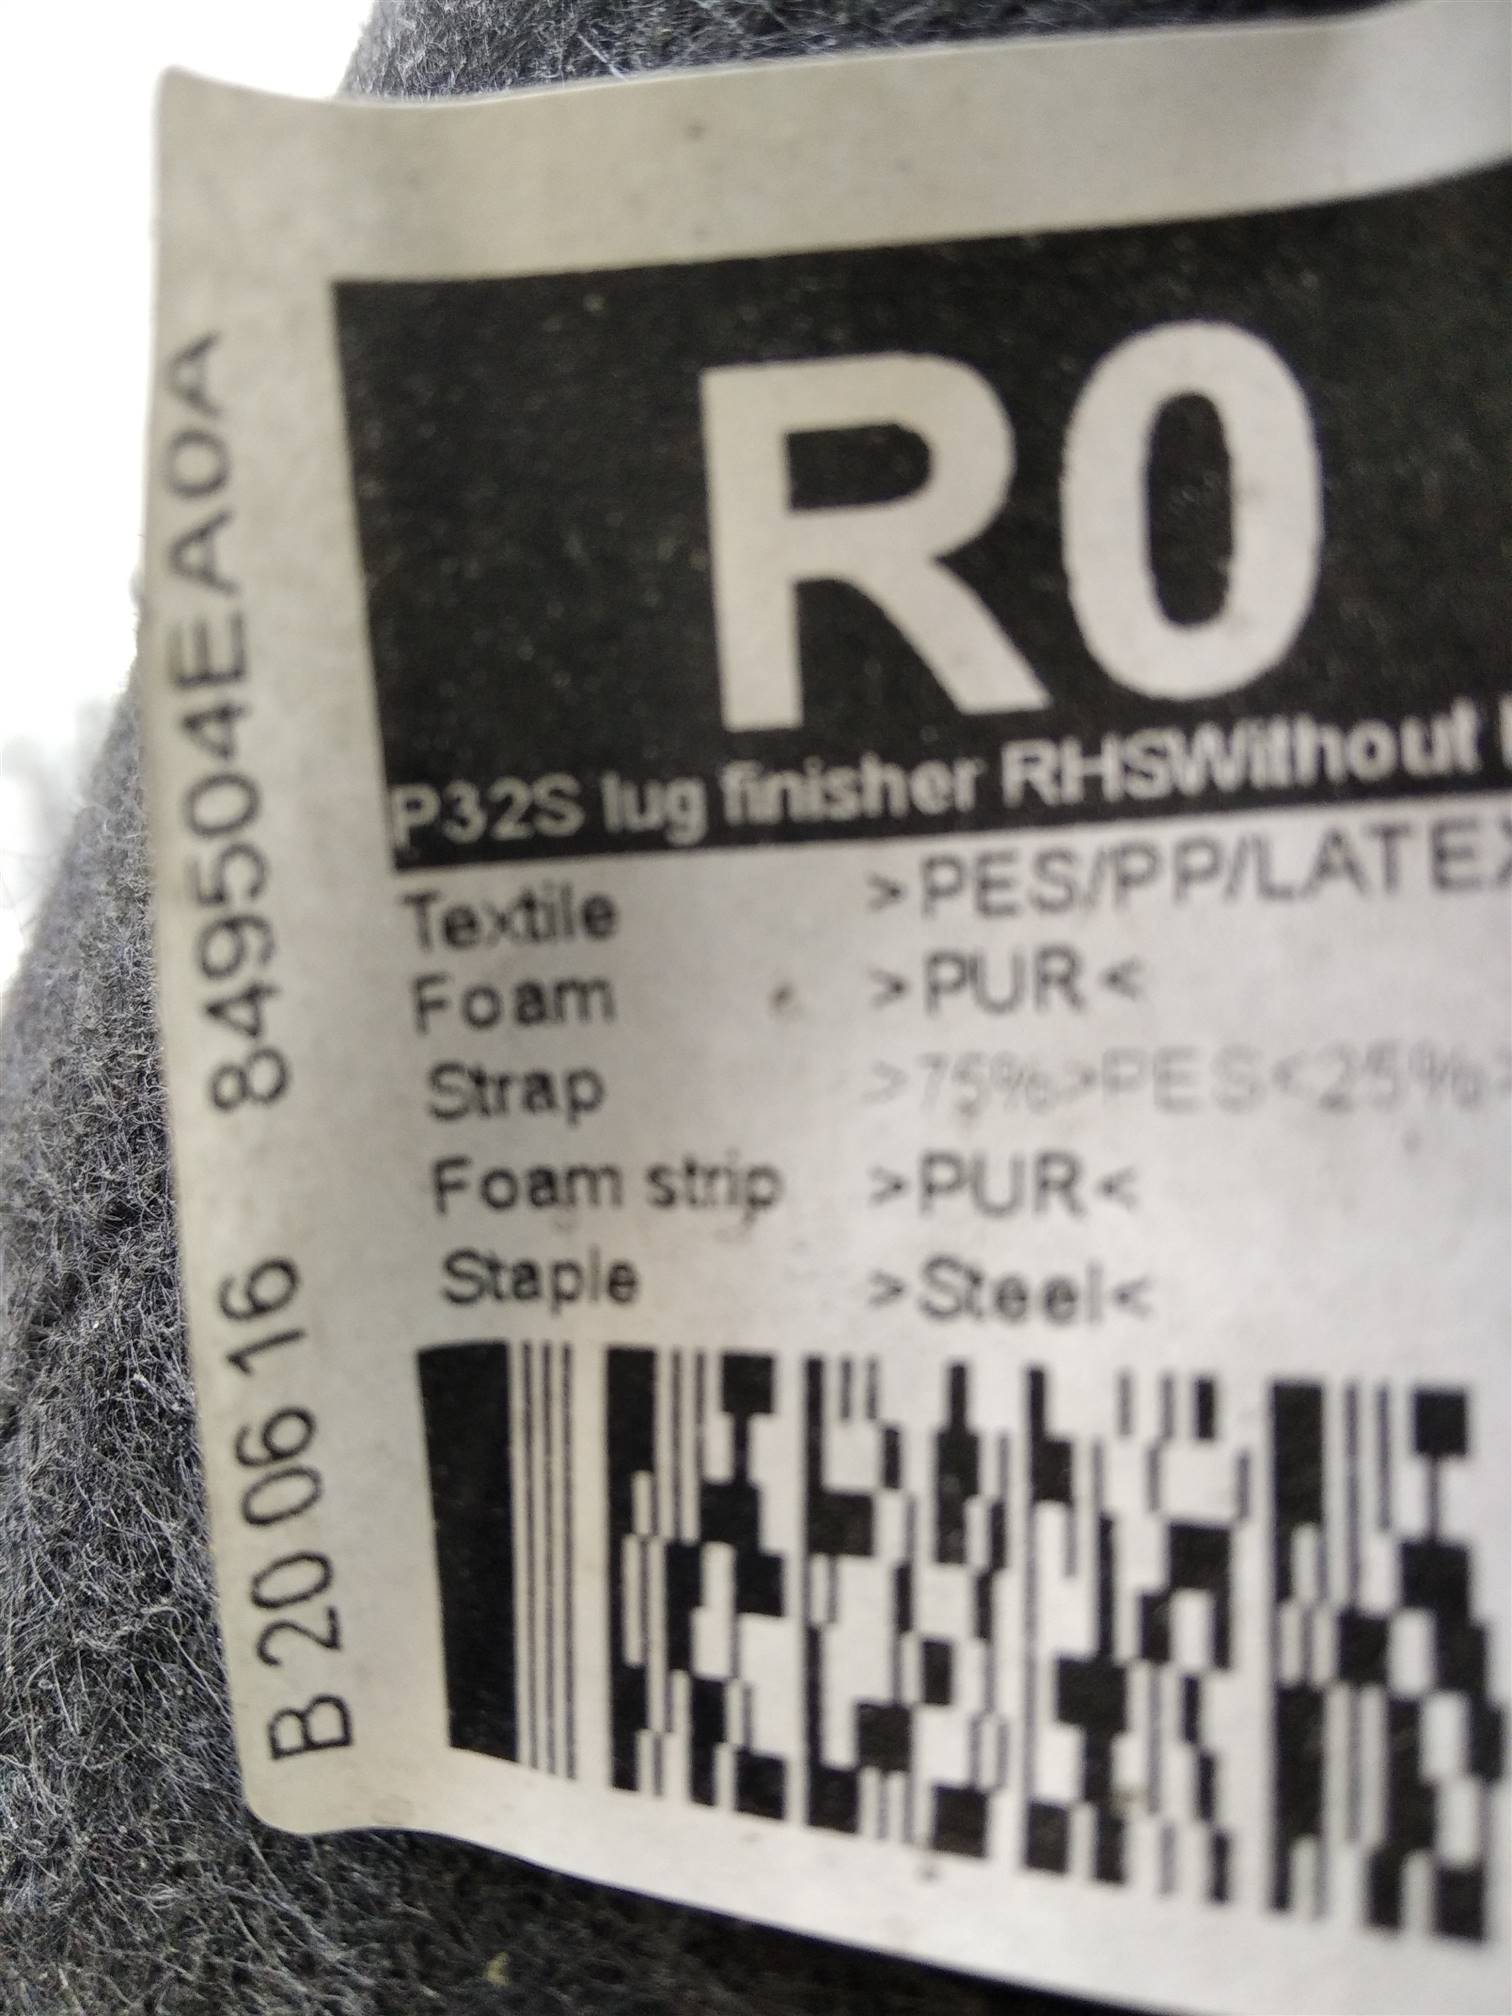 R0
P32S lug finisher RHSWithout
Textile >PES/PP/LATEX
Foam >PUR<
Strap >75%>PES<25%>
Foam strip >PUR<
Staple >Steel<
B 20 06 16 849504EA0A